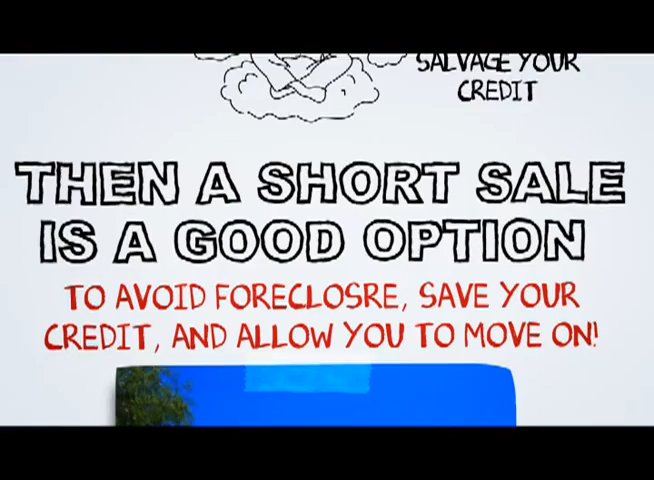 SALVAGE YOUR
CREDIT
THEN A SHORT SALE
IS A GOOD OPTION
TO AVOID FORECLOSRE, SAVE YOUR
CREDIT, AND ALLOW YOU TO MOVE ON!